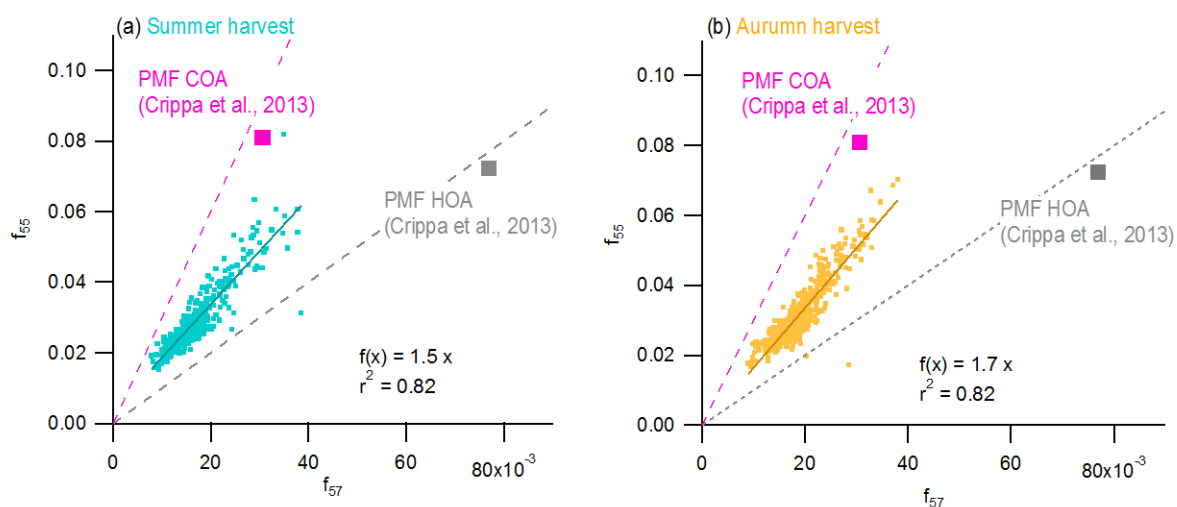 (a) Summer harvest
0.10
0.08
0.06
0.04
0.02
0.00
f55
PMF COA
(Crippa et al., 2013)
PMF HOA
(Crippa et al., 2013)
f(x) = 1.5 x
r² = 0.82
0
20
40
60
80x10⁻³
f57
(b) Aurumn harvest
0.10
0.08
0.06
0.04
0.02
0.00
f55
PMF COA
(Crippa et al., 2013)
PMF HOA
(Crippa et al., 2013)
f(x) = 1.7 x
r² = 0.82
0
20
40
60
80x10⁻³
f57